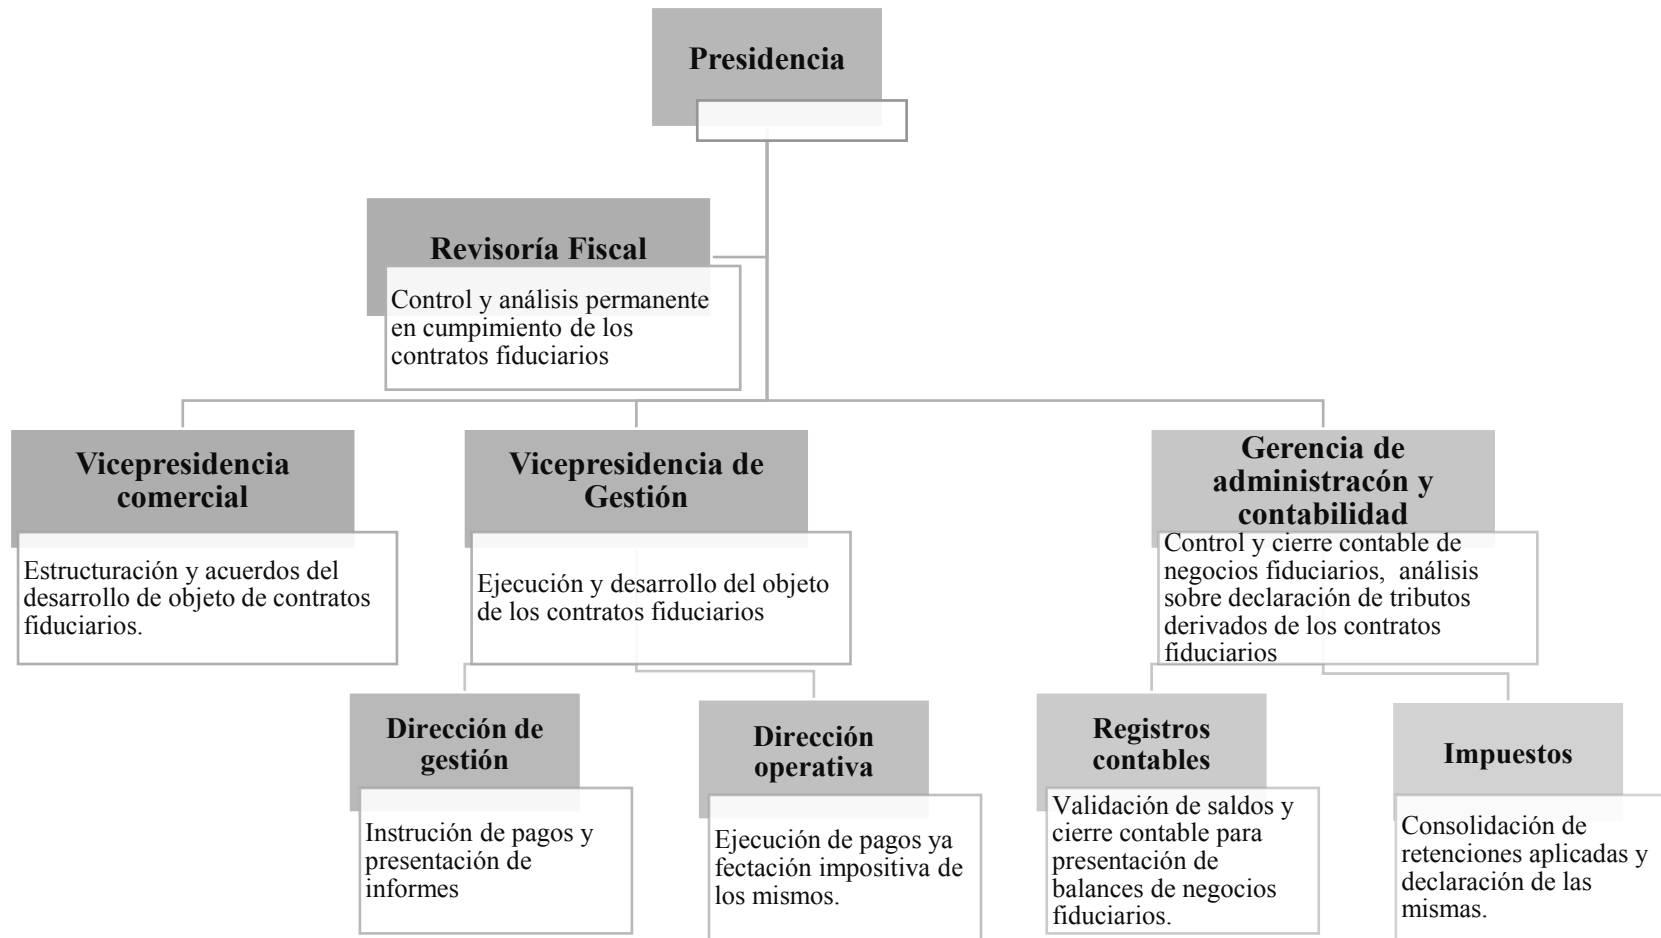 Presidencia
Revisoría Fiscal
Control y análisis permanente
en cumpimiento de los
contratos fiduciarios
Vicepresidencia
comercial
Estructuración y acuerdos del
desarrollo de objeto de contratos
fiduciarios.
Vicepresidencia de
Gestión
Ejecución y desarrollo del objeto
de los contratos fiduciarios
Gerencia de
administracón y
contabilidad
Control y cierre contable de
negocios fiduciarios,  análisis
sobre declaración de tributos
derivados de los contratos
fiduciarios
Dirección de
gestión
Instrución de pagos y
presentación de
informes
Dirección
operativa
Ejecución de pagos ya
fectación impositiva de
los mismos.
Registros
contables
Validación de saldos y
cierre contable para
presentación de
balances de negocios
fiduciarios.
Impuestos
Consolidación de
retenciones aplicadas y
declaración de las
mismas.